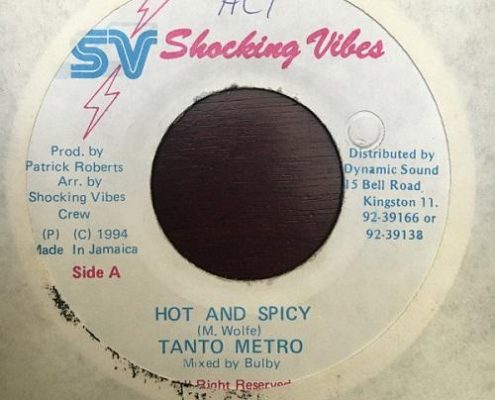 ACT
SV Shocking Vibes
Prod. by
Patrick Roberts
Arr. by
Shocking Vibes
Crew
(P) (C) 1994
Made In Jamaica
Side A
Distributed by
Dynamic Sound
15 Bell Road
Kingston 11.
92-39166 or
92-39138
HOT AND SPICY
(M. Wolfe)
TANTO METRO
Mixed by Bulby
All Right Reserved